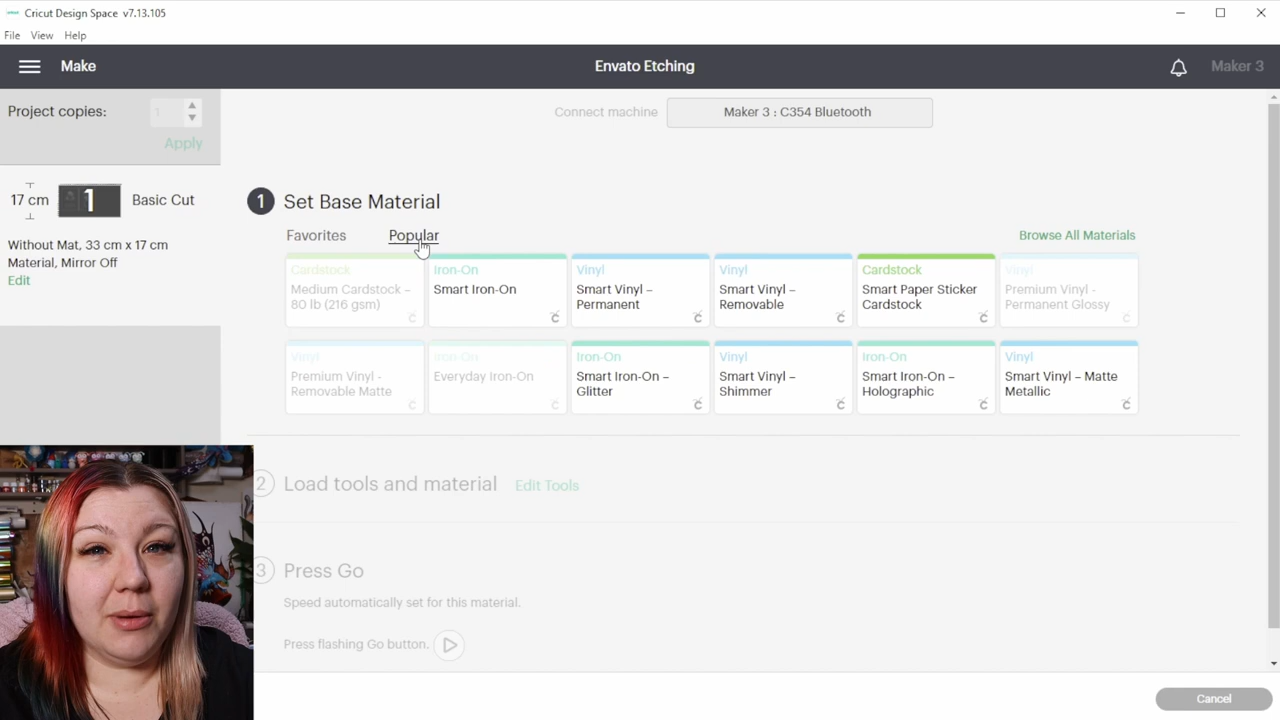 Cricut Design Space v7.13.105
File View Help
Make
Envato Etching
Maker 3
Project copies:
1
Apply
Connect machine
Maker 3 : C354 Bluetooth
17 cm
1
Basic Cut
Without Mat, 33 cm x 17 cm
Material, Mirror Off
Edit
1
Set Base Material
Favorites
Popular
Browse All Materials
Cardstock
Medium Cardstock –
80 lb (216 gsm)
Iron-On
Smart Iron-On
Vinyl
Smart Vinyl –
Permanent
Vinyl
Smart Vinyl –
Removable
Cardstock
Smart Paper Sticker
Cardstock
Vinyl
Premium Vinyl -
Permanent Glossy
Vinyl
Premium Vinyl -
Removable Matte
Iron-On
Everyday Iron-On
Iron-On
Smart Iron-On –
Glitter
Vinyl
Smart Vinyl –
Shimmer
Iron-On
Smart Iron-On –
Holographic
Vinyl
Smart Vinyl – Matte
Metallic
2
Load tools and material
Edit Tools
3
Press Go
Speed automatically set for this material.
Press flashing Go button.
Cancel